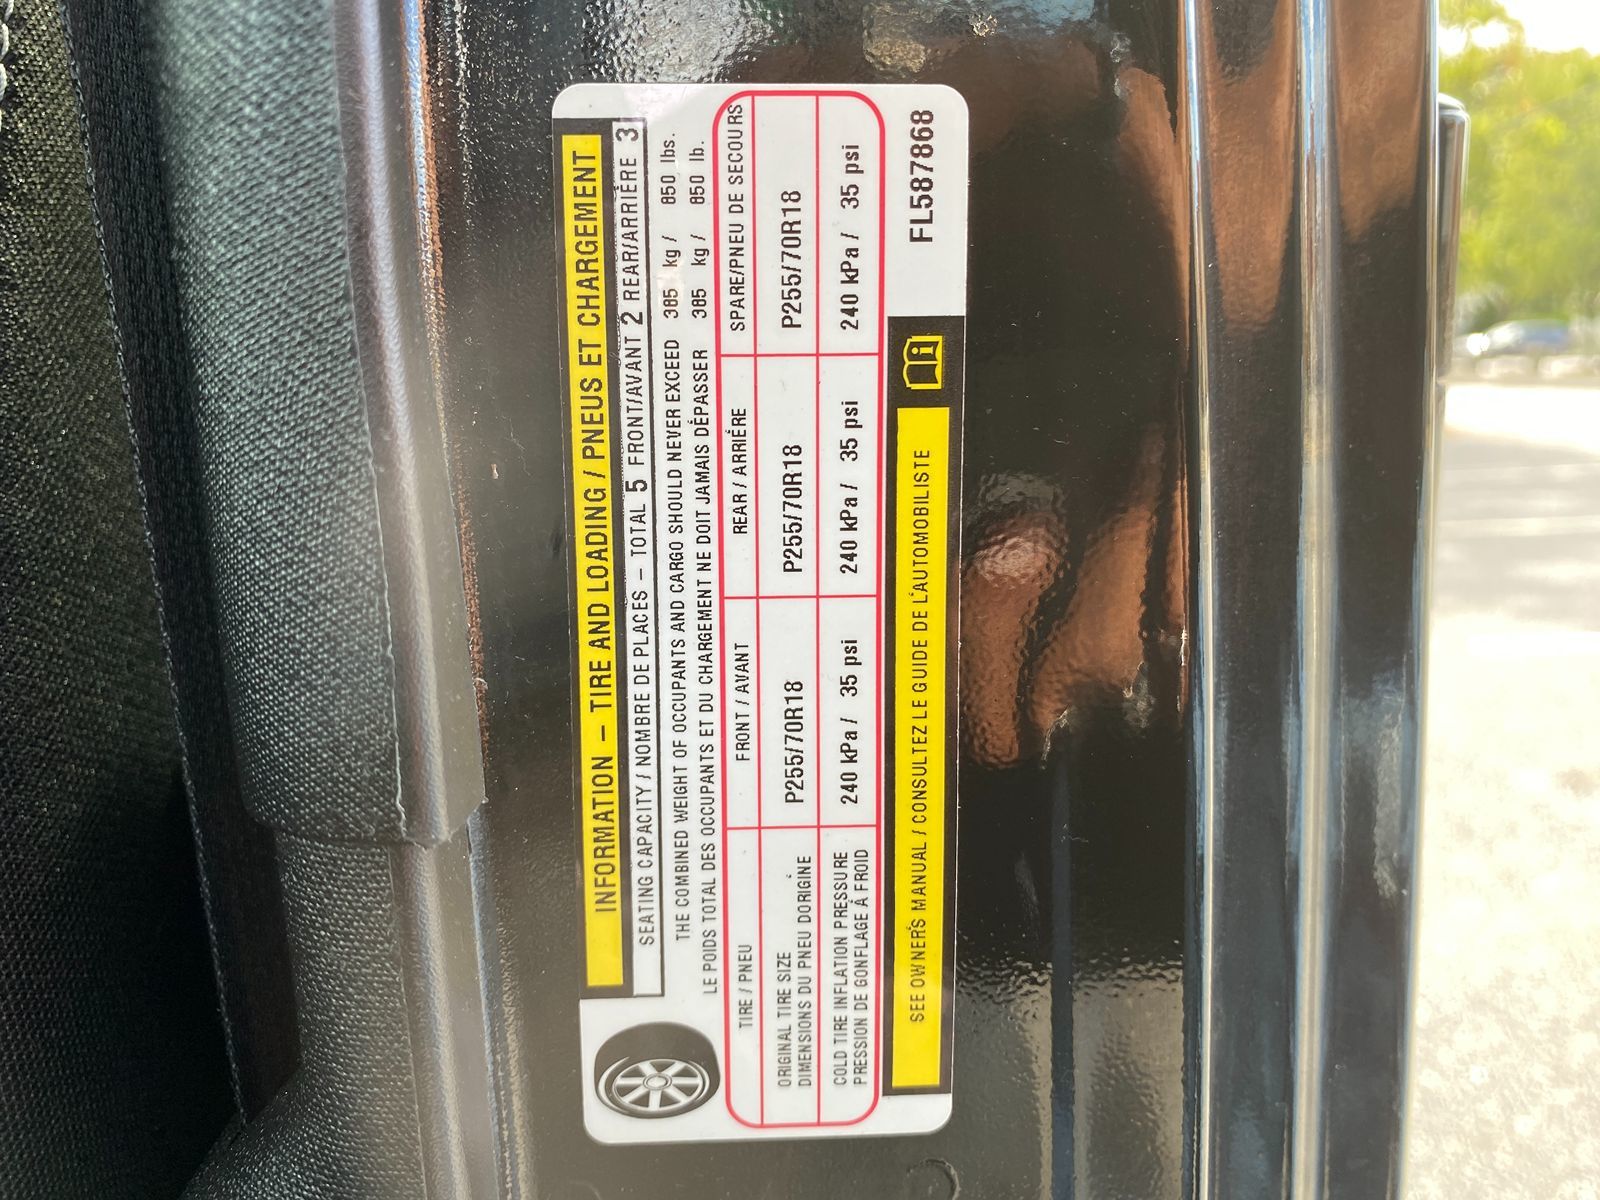 INFORMATION – TIRE AND LOADING / PNEUS ET CHARGEMENT
SEATING CAPACITY / NOMBRE DE PLACES – TOTAL 5 FRONT/AVANT 2 REAR/ARRIÈRE 3
THE COMBINED WEIGHT OF OCCUPANTS AND CARGO SHOULD NEVER EXCEED 385 kg / 850 lbs.
LE POIDS TOTAL DES OCCUPANTS ET DU CHARGEMENT NE DOIT JAMAIS DÉPASSER 385 kg / 850 lb.
TIRE / PNEU FRONT / AVANT REAR / ARRIÉRE SPARE/PNEU DE SECOURS
ORIGINAL TIRE SIZE
DIMENSIONS DU PNEU D'ORIGINE P255/70R18 P255/70R18 P255/70R18
COLD TIRE INFLATION PRESSURE
PRESSION DE GONFLAGE Á FROID 240 kPa / 35 psi 240 kPa / 35 psi 240 kPa / 35 psi
SEE OWNER'S MANUAL / CONSULTEZ LE GUIDE DE L'AUTOMOBILISTE
FL587868